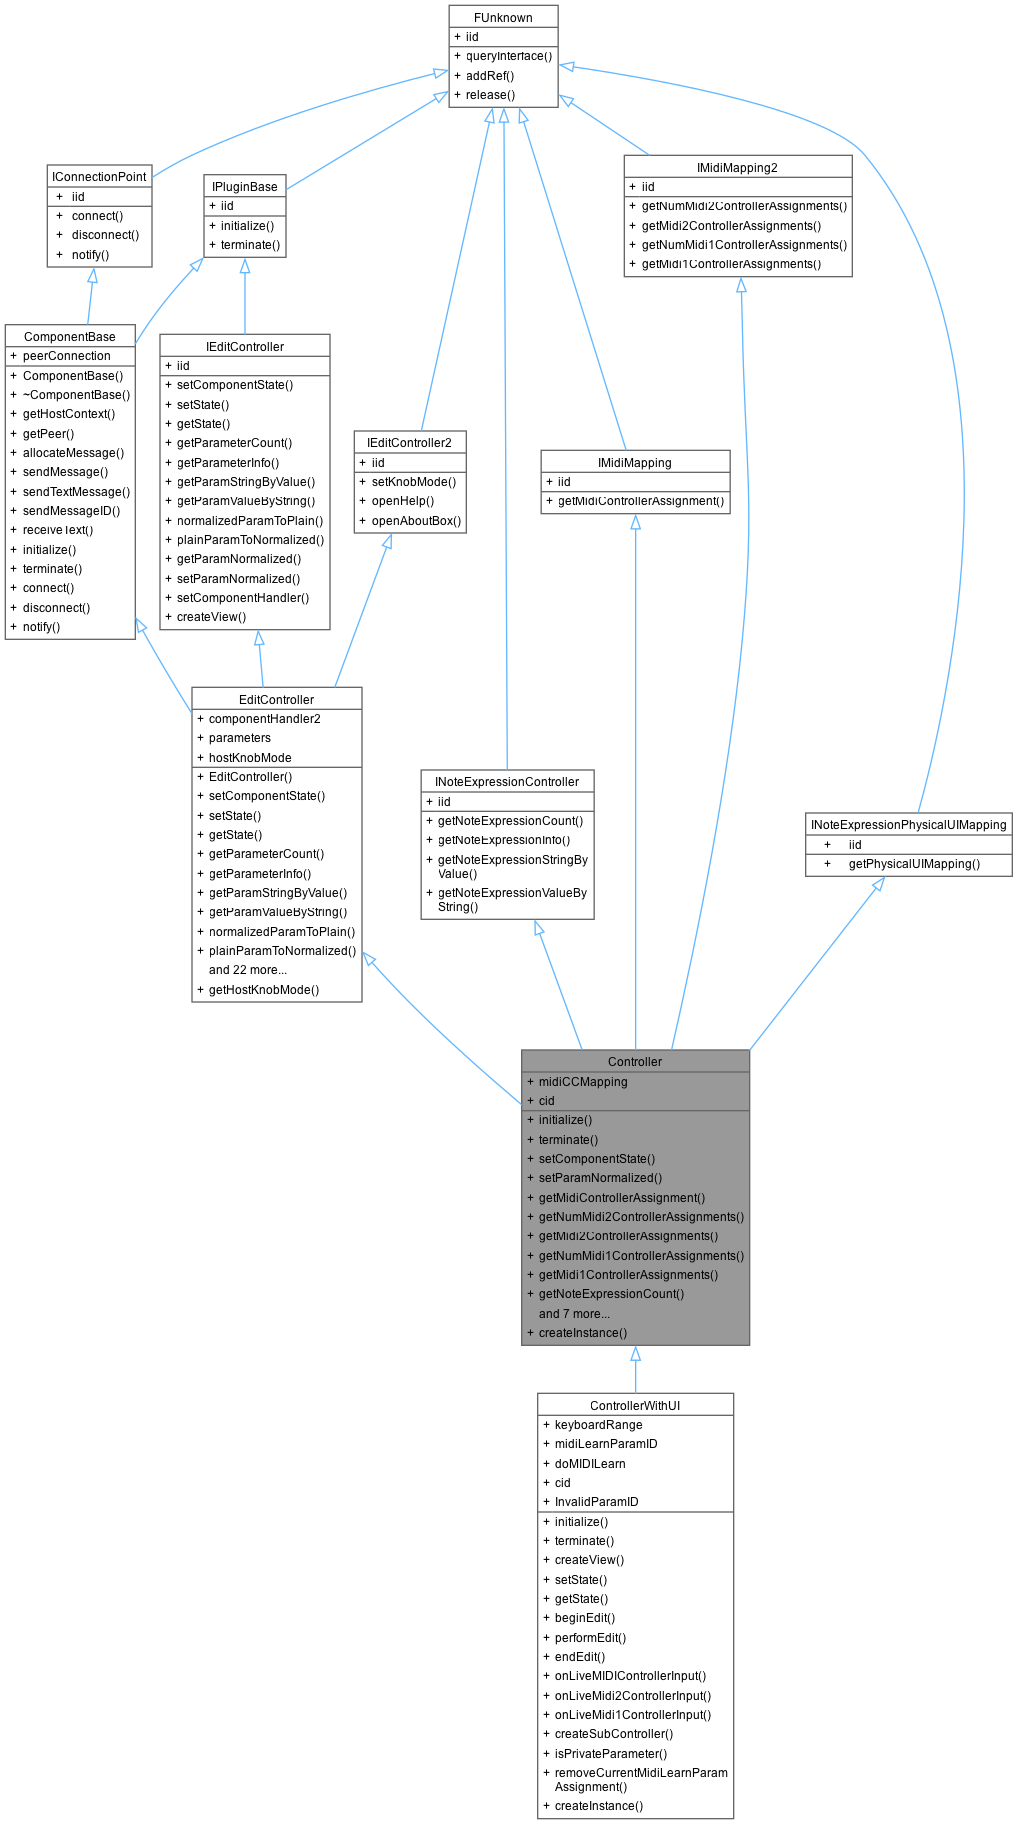 FUnknown
+ iid
+ queryInterface()
+ addRef()
+ release()
IConnectionPoint
+ iid
+ connect()
+ disconnect()
+ notify()
IPluginBase
+ iid
+ initialize()
+ terminate()
IMidiMapping2
+ iid
+ getNumMidi2ControllerAssignments()
+ getMidi2ControllerAssignments()
+ getNumMidi1ControllerAssignments()
+ getMidi1ControllerAssignments()
ComponentBase
+ peerConnection
+ ComponentBase()
+ ~ComponentBase()
+ getHostContext()
+ getPeer()
+ allocateMessage()
+ sendMessage()
+ sendTextMessage()
+ sendMessageID()
+ receiveText()
+ initialize()
+ terminate()
+ connect()
+ disconnect()
+ notify()
IEditController
+ iid
+ setComponentState()
+ setState()
+ getState()
+ getParameterCount()
+ getParameterInfo()
+ getParamStringByValue()
+ getParamValueByString()
+ normalizedParamToPlain()
+ plainParamToNormalized()
+ getParamNormalized()
+ setParamNormalized()
+ setComponentHandler()
+ createView()
IEditController2
+ iid
+ setKnobMode()
+ openHelp()
+ openAboutBox()
IMidiMapping
+ iid
+ getMidiControllerAssignment()
EditController
+ componentHandler2
+ parameters
+ hostKnobMode
+ EditController()
+ setComponentState()
+ setState()
+ getState()
+ getParameterCount()
+ getParameterInfo()
+ getParamStringByValue()
+ getParamValueByString()
+ normalizedParamToPlain()
+ plainParamToNormalized()
and 22 more...
+ getHostKnobMode()
INoteExpressionController
+ iid
+ getNoteExpressionCount()
+ getNoteExpressionInfo()
+ getNoteExpressionStringBy
Value()
+ getNoteExpressionValueBy
String()
INoteExpressionPhysicalUIMapping
+ iid
+ getPhysicalUIMapping()
Controller
+ midiCCMapping
+ cid
+ initialize()
+ terminate()
+ setComponentState()
+ setParamNormalized()
+ getMidiControllerAssignment()
+ getNumMidi2ControllerAssignments()
+ getMidi2ControllerAssignments()
+ getNumMidi1ControllerAssignments()
+ getMidi1ControllerAssignments()
+ getNoteExpressionCount()
and 7 more...
+ createInstance()
ControllerWithUI
+ keyboardRange
+ midiLearnParamID
+ doMIDILearn
+ cid
+ InvalidParamID
+ initialize()
+ terminate()
+ createView()
+ setState()
+ getState()
+ beginEdit()
+ performEdit()
+ endEdit()
+ onLiveMIDIControllerInput()
+ onLiveMidi2ControllerInput()
+ onLiveMidi1ControllerInput()
+ createSubController()
+ isPrivateParameter()
+ removeCurrentMidiLearnParam
Assignment()
+ createInstance()